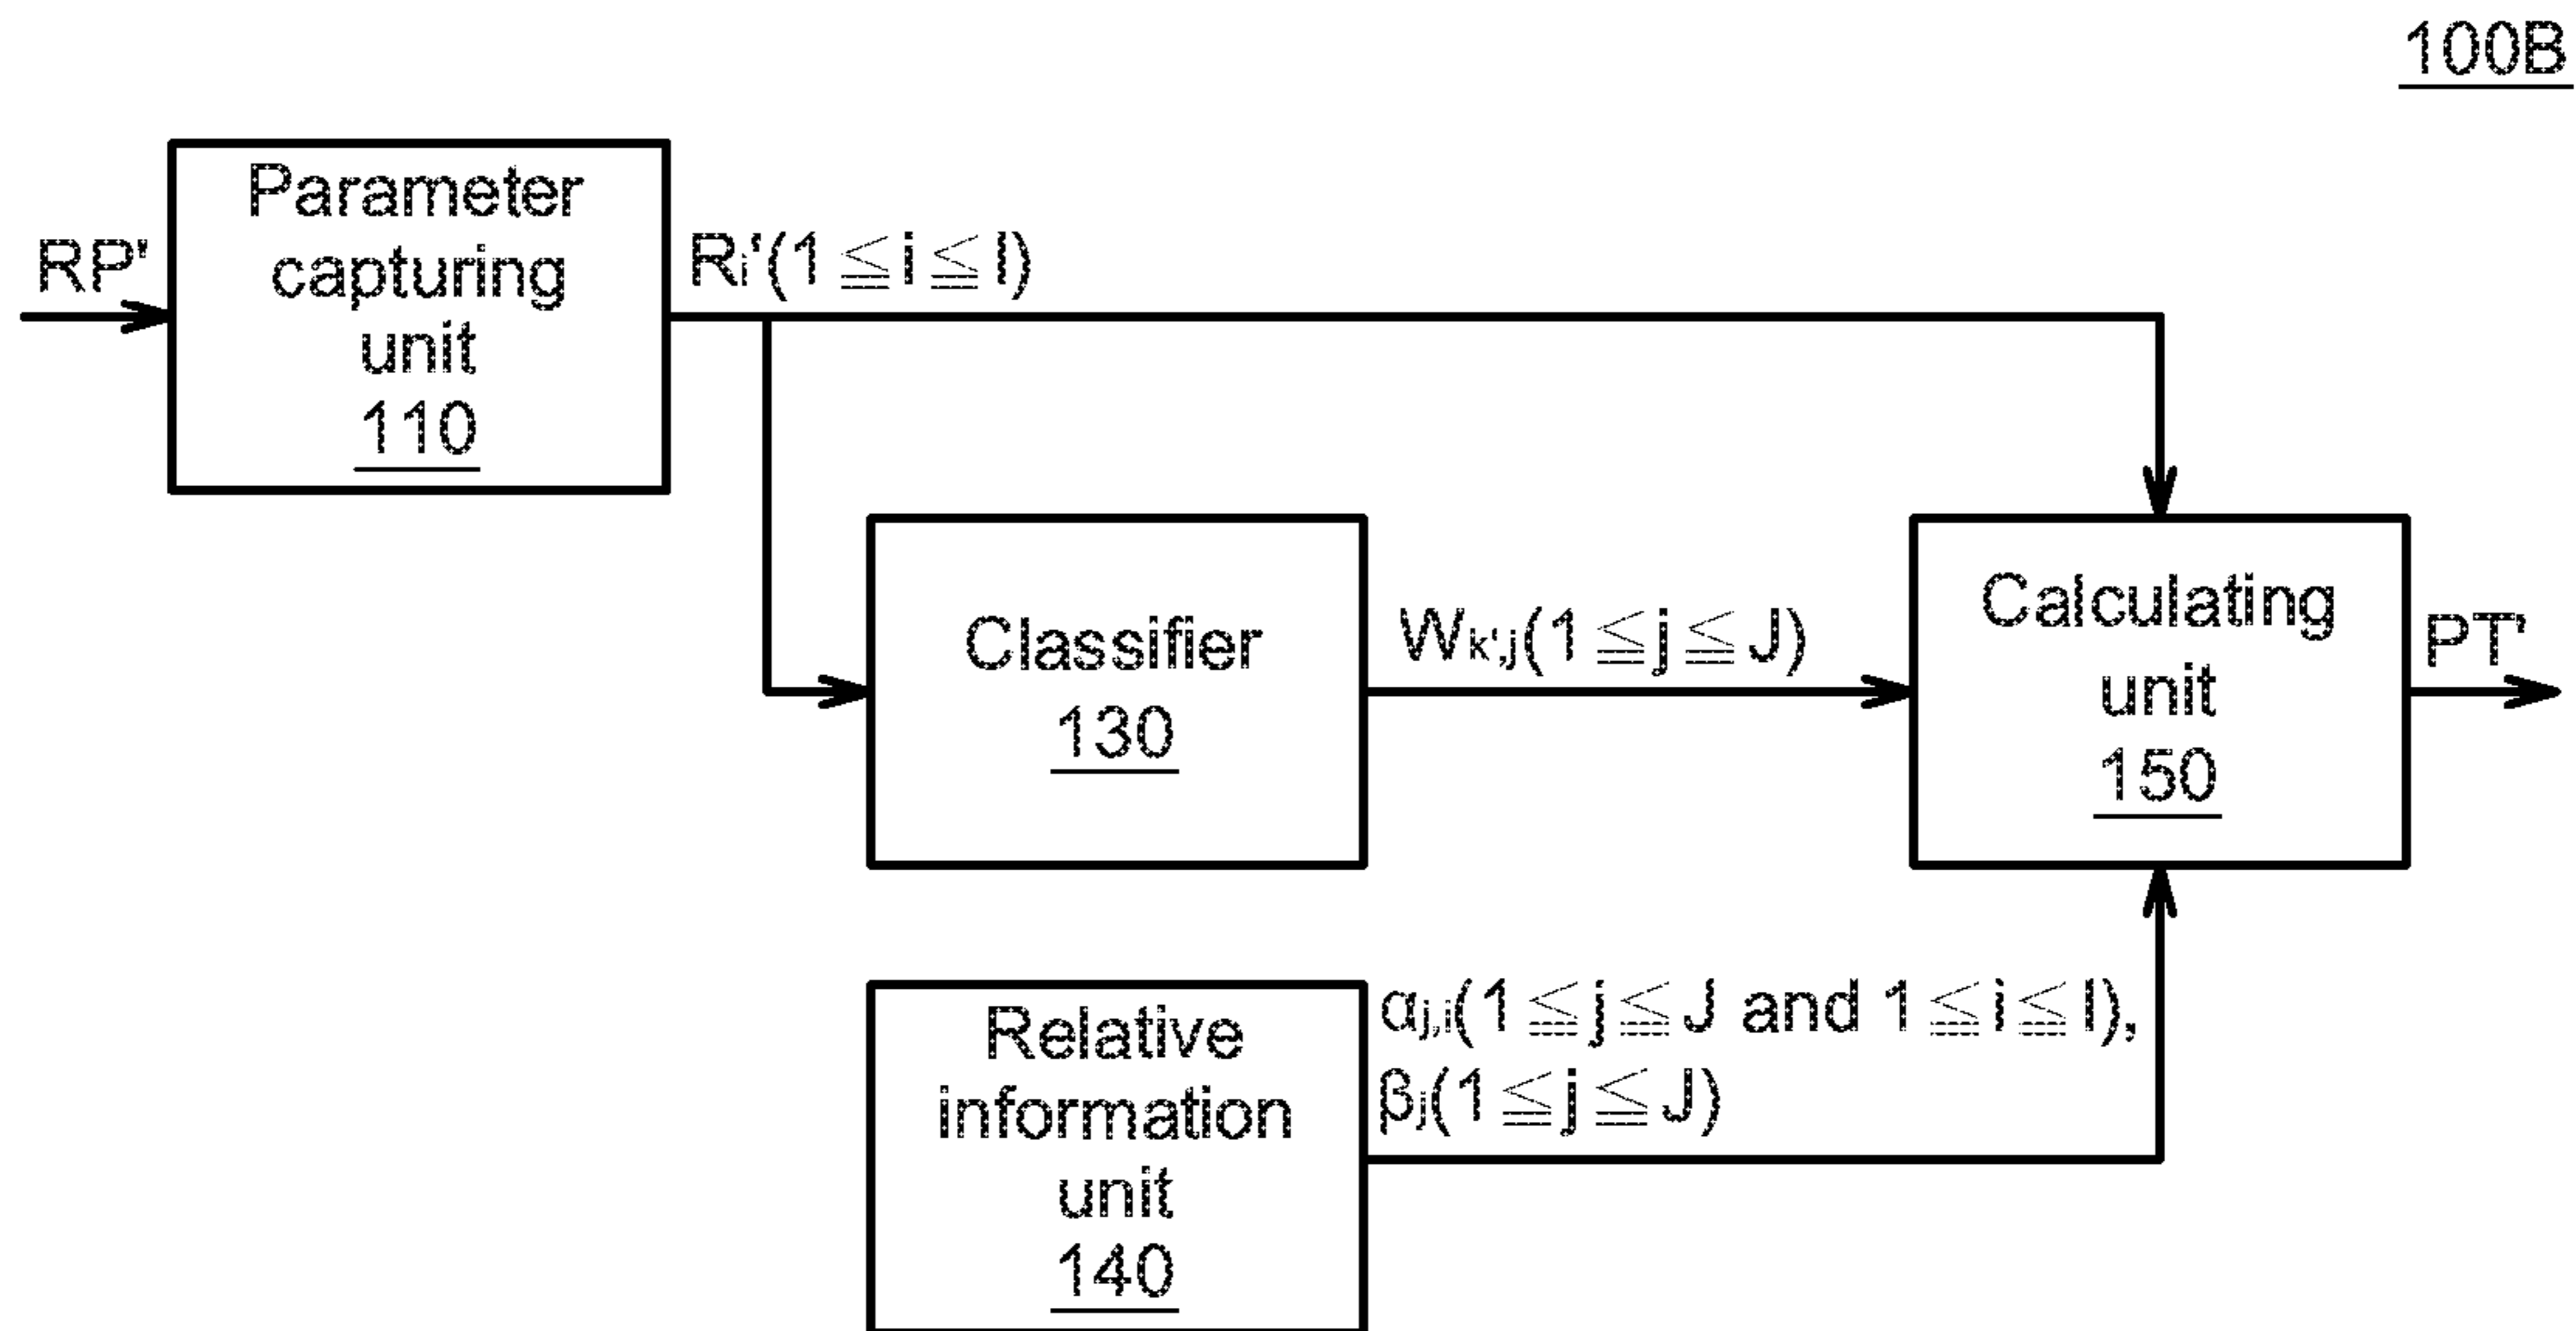 100B
Parameter
capturing
unit
110
RP'
Ri'(1≦i≦I)
Classifier
130
Wk',j(1≦j≦J)
Calculating
unit
150
PT'
Relative
information
unit
140
αj,i(1≦j≦J and 1≦i≦I),
βj(1≦j≦J)